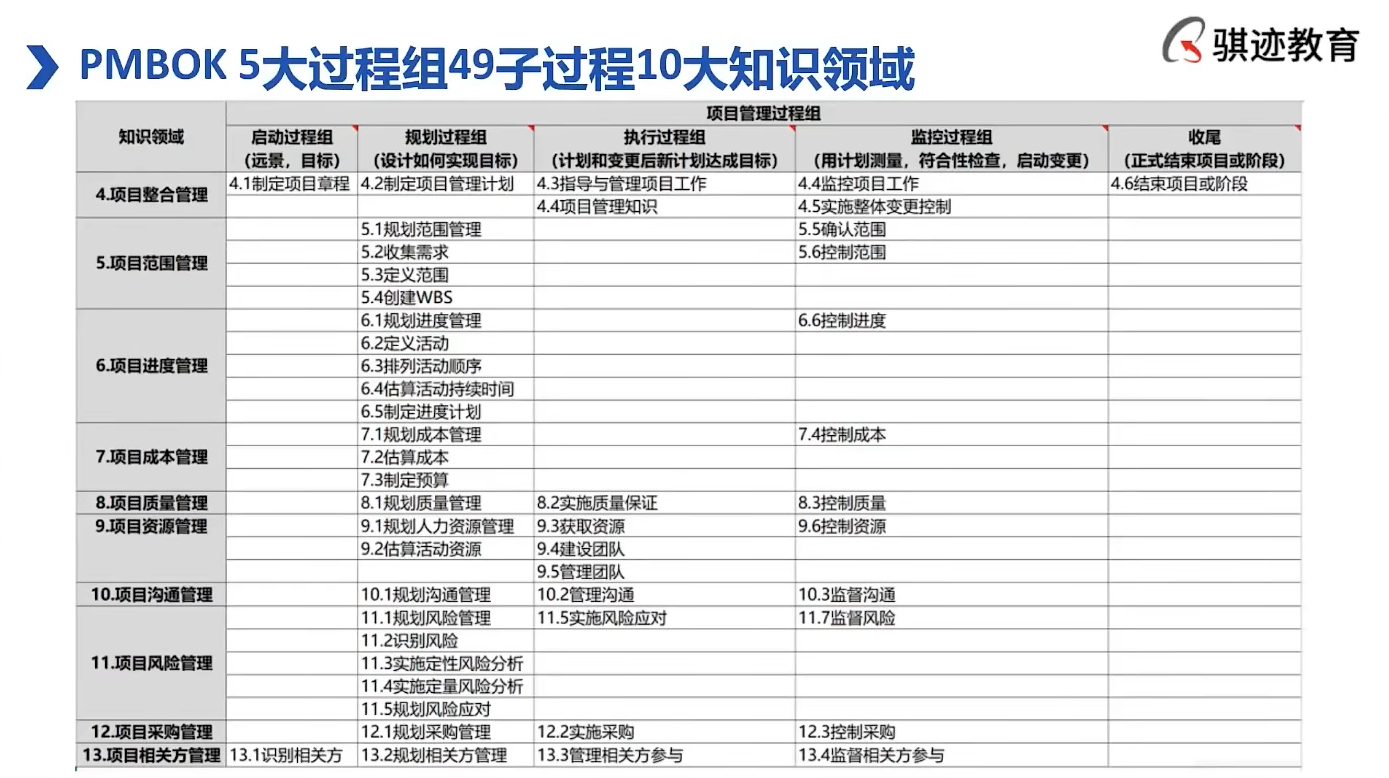 PMBOK 5大过程组49子过程10大知识领域
骐迹教育
项目管理过程组
知识领域 启动过程组 规划过程组 执行过程组 监控过程组 收尾
（远景，目标） （设计如何实现目标） （计划和变更后新计划达成目标） （用计划测量，符合性检查，启动变更） （正式结束项目或阶段）
4.项目整合管理 4.1制定项目章程 4.2制定项目管理计划 4.3指导与管理项目工作 4.4监控项目工作 4.6结束项目或阶段
4.4项目管理知识 4.5实施整体变更控制
5.项目范围管理 5.1规划范围管理 5.5确认范围
5.2收集需求 5.6控制范围
5.3定义范围
5.4创建WBS
6.项目进度管理 6.1规划进度管理 6.6控制进度
6.2定义活动
6.3排列活动顺序
6.4估算活动持续时间
6.5制定进度计划
7.项目成本管理 7.1规划成本管理 7.4控制成本
7.2估算成本
7.3制定预算
8.项目质量管理 8.1规划质量管理 8.2实施质量保证 8.3控制质量
9.项目资源管理 9.1规划人力资源管理 9.3获取资源 9.6控制资源
9.2估算活动资源 9.4建设团队
9.5管理团队
10.项目沟通管理 10.1规划沟通管理 10.2管理沟通 10.3监督沟通
11.项目风险管理 11.1规划风险管理 11.5实施风险应对 11.7监督风险
11.2识别风险
11.3实施定性风险分析
11.4实施定量风险分析
11.5规划风险应对
12.项目采购管理 12.1规划采购管理 12.2实施采购 12.3控制采购
13.项目相关方管理 13.1识别相关方 13.2规划相关方管理 13.3管理相关方参与 13.4监督相关方参与